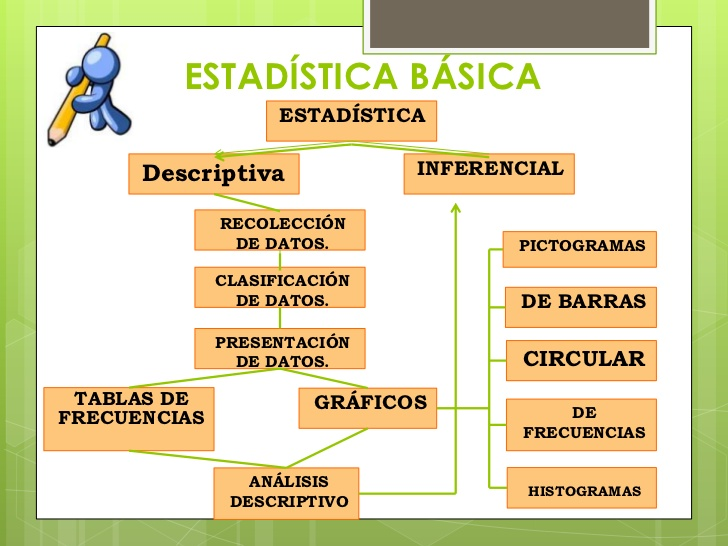 ESTADÍSTICA BÁSICA
ESTADÍSTICA
Descriptiva
INFERENCIAL
RECOLECCIÓN
DE DATOS.
CLASIFICACIÓN
DE DATOS.
PRESENTACIÓN
DE DATOS.
TABLAS DE
FRECUENCIAS
GRÁFICOS
ANÁLISIS
DESCRIPTIVO
PICTOGRAMAS
DE BARRAS
CIRCULAR
DE
FRECUENCIAS
HISTOGRAMAS